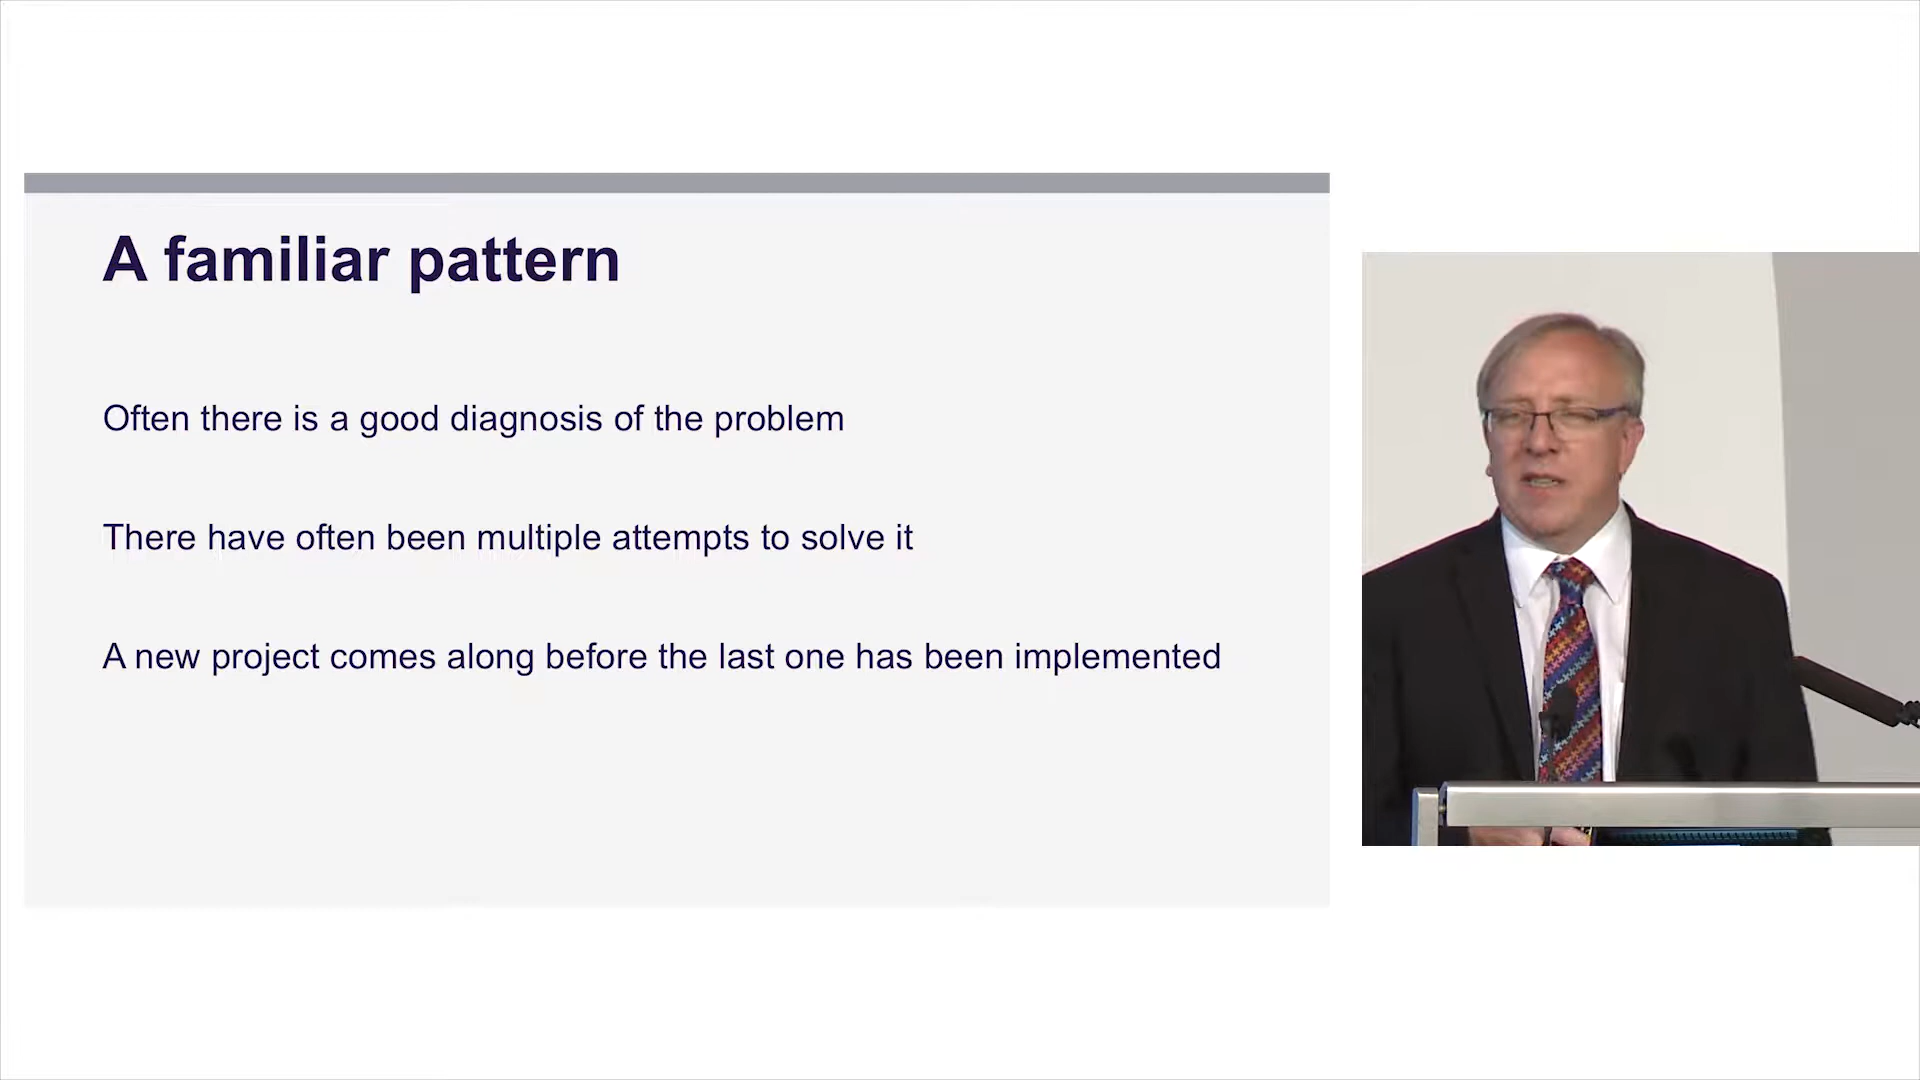 A familiar pattern
Often there is a good diagnosis of the problem
There have often been multiple attempts to solve it
A new project comes along before the last one has been implemented